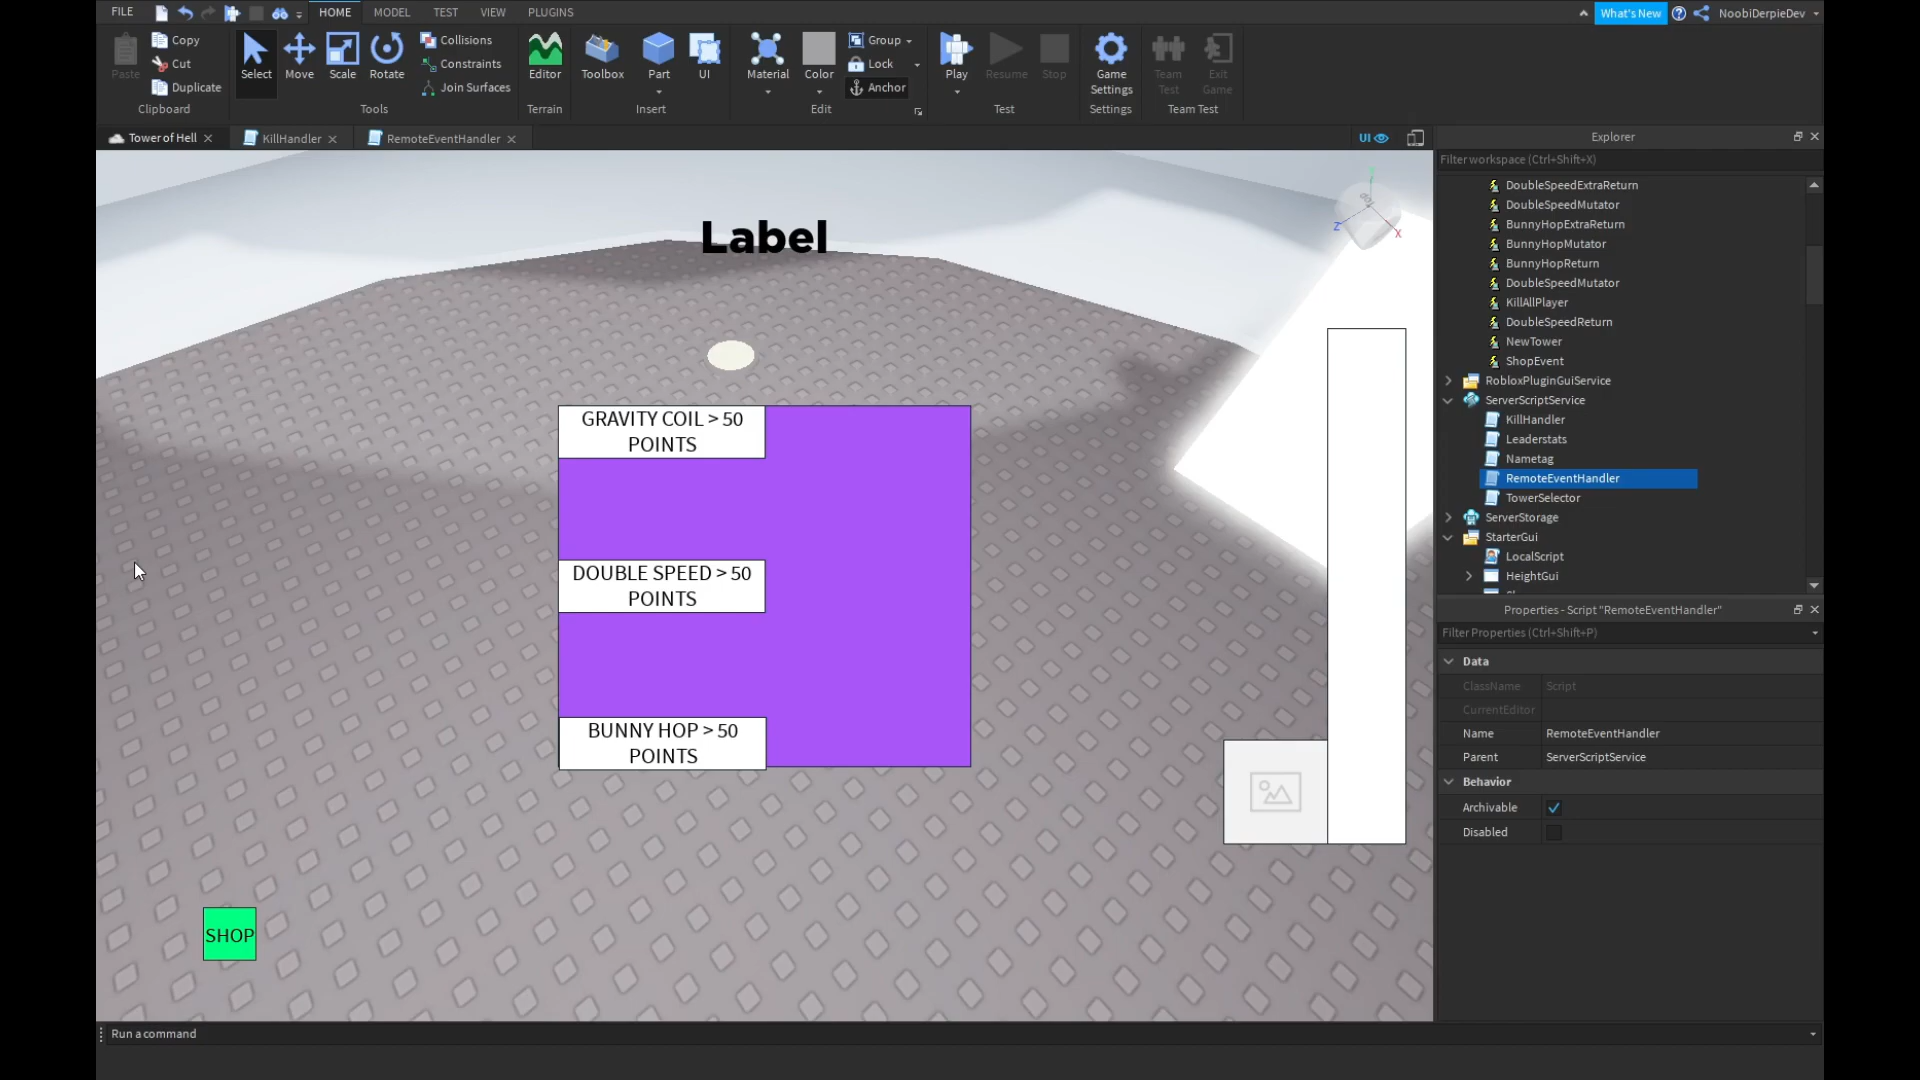 FILE
HOME
MODEL
TEST
VIEW
PLUGINS
What's New
NoobiDerpieDev
Paste
Copy
Cut
Duplicate
Clipboard
Select
Move
Scale
Rotate
Collisions
Constraints
Join Surfaces
Tools
Editor
Terrain
Toolbox
Part
UI
Insert
Material
Color
Group
Lock
Anchor
Edit
Play
Resume
Stop
Test
Game
Settings
Settings
Team
Test
Exit
Game
Team Test
Tower of Hell
KillHandler
RemoteEventHandler
UI
Label
GRAVITY COIL > 50
POINTS
DOUBLE SPEED > 50
POINTS
BUNNY HOP > 50
POINTS
SHOP
Z
X
Explorer
Filter workspace (Ctrl+Shift+X)
DoubleSpeedExtraReturn
DoubleSpeedMutator
BunnyHopExtraReturn
BunnyHopMutator
BunnyHopReturn
DoubleSpeedMutator
KillAllPlayer
DoubleSpeedReturn
NewTower
ShopEvent
RobloxPluginGuiService
ServerScriptService
KillHandler
Leaderstats
Nametag
RemoteEventHandler
TowerSelector
ServerStorage
StarterGui
LocalScript
HeightGui
Properties - Script "RemoteEventHandler"
Filter Properties (Ctrl+Shift+P)
Data
ClassName Script
CurrentEditor
Name RemoteEventHandler
Parent ServerScriptService
Behavior
Archivable
Disabled
Run a command